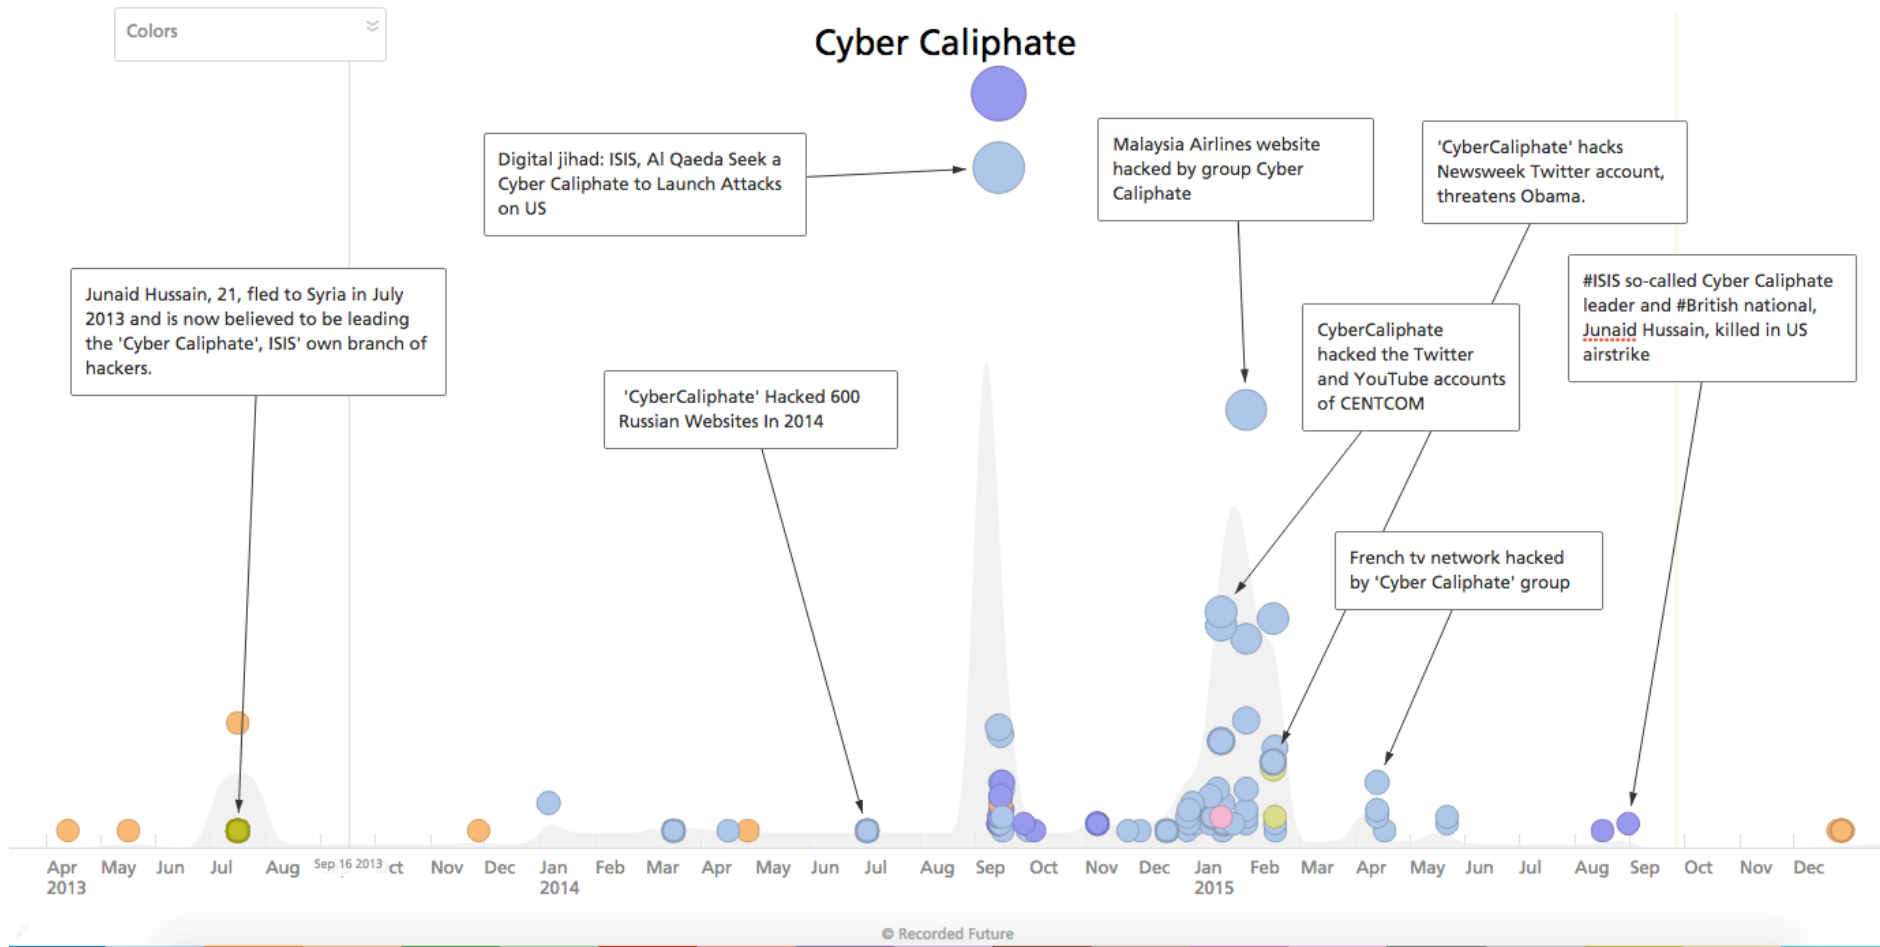 Colors
Cyber Caliphate
Digital jihad: ISIS, Al Qaeda Seek a
Cyber Caliphate to Launch Attacks
on US
Malaysia Airlines website
hacked by group Cyber
Caliphate
'CyberCaliphate' hacks
Newsweek Twitter account,
threatens Obama.
Junaid Hussain, 21, fled to Syria in July
2013 and is now believed to be leading
the 'Cyber Caliphate', ISIS' own branch of
hackers.
#ISIS so-called Cyber Caliphate
leader and #British national,
Junaid Hussain, killed in US
airstrike
CyberCaliphate
hacked the Twitter
and YouTube accounts
of CENTCOM
'CyberCaliphate' Hacked 600
Russian Websites In 2014
French tv network hacked
by 'Cyber Caliphate' group
Apr May Jun Jul Aug Sep 16 2013 ct Nov Dec Jan Feb Mar Apr May Jun Jul Aug Sep Oct Nov Dec Jan Feb Mar Apr May Jun Jul Aug Sep Oct Nov Dec
2013 2014 2015
© Recorded Future